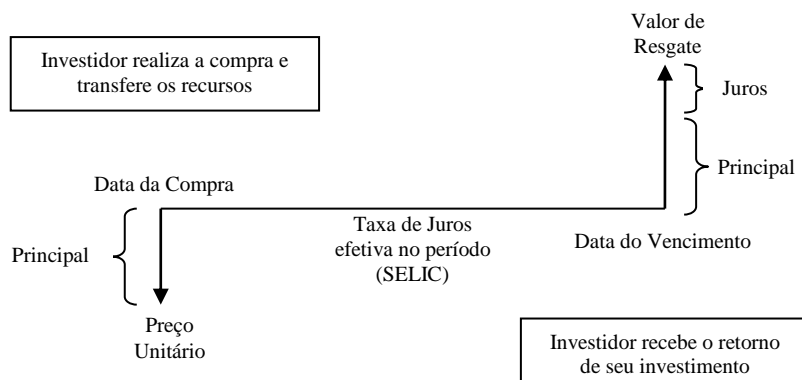 Valor de
Resgate
Investidor realiza a compra e
transfere os recursos
Juros
Principal
Data da Compra
Taxa de Juros
efetiva no período
(SELIC)
Data do Vencimento
Principal
Preço
Unitário
Investidor recebe o retorno
de seu investimento